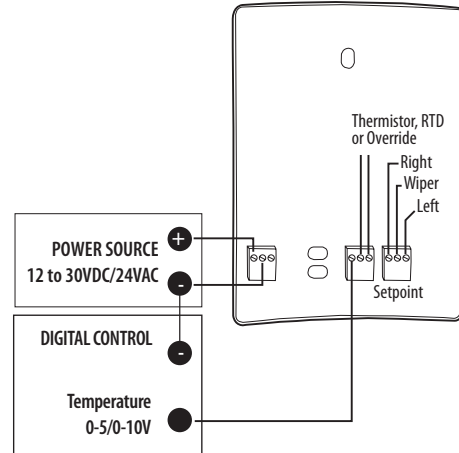 Thermistor, RTD
or Override
Right
Wiper
Left
Setpoint
+
POWER SOURCE
12 to 30VDC/24VAC
-
DIGITAL CONTROL
-
Temperature
0-5/0-10V